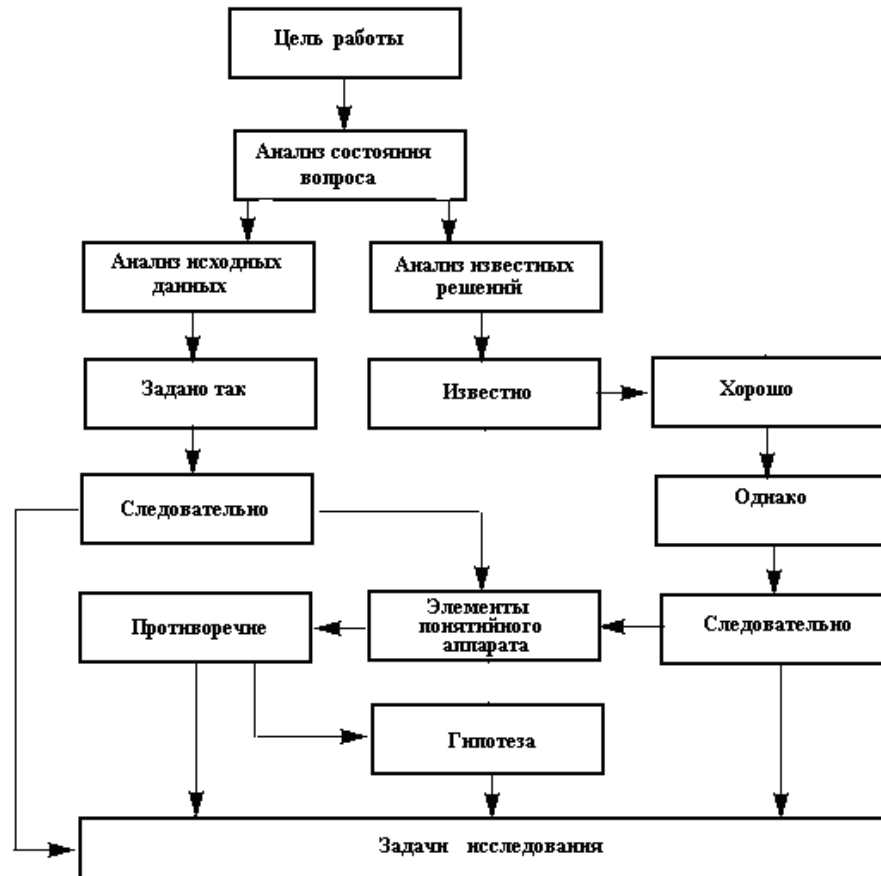 Цель работы
Анализ состояния
вопроса
Анализ исходных
данных
Анализ известных
решений
Задано так
Известно
Хорошо
Следовательно
Однако
Противоречие
Элементы
понятийного
аппарата
Следовательно
Гипотеза
Задачи исследования